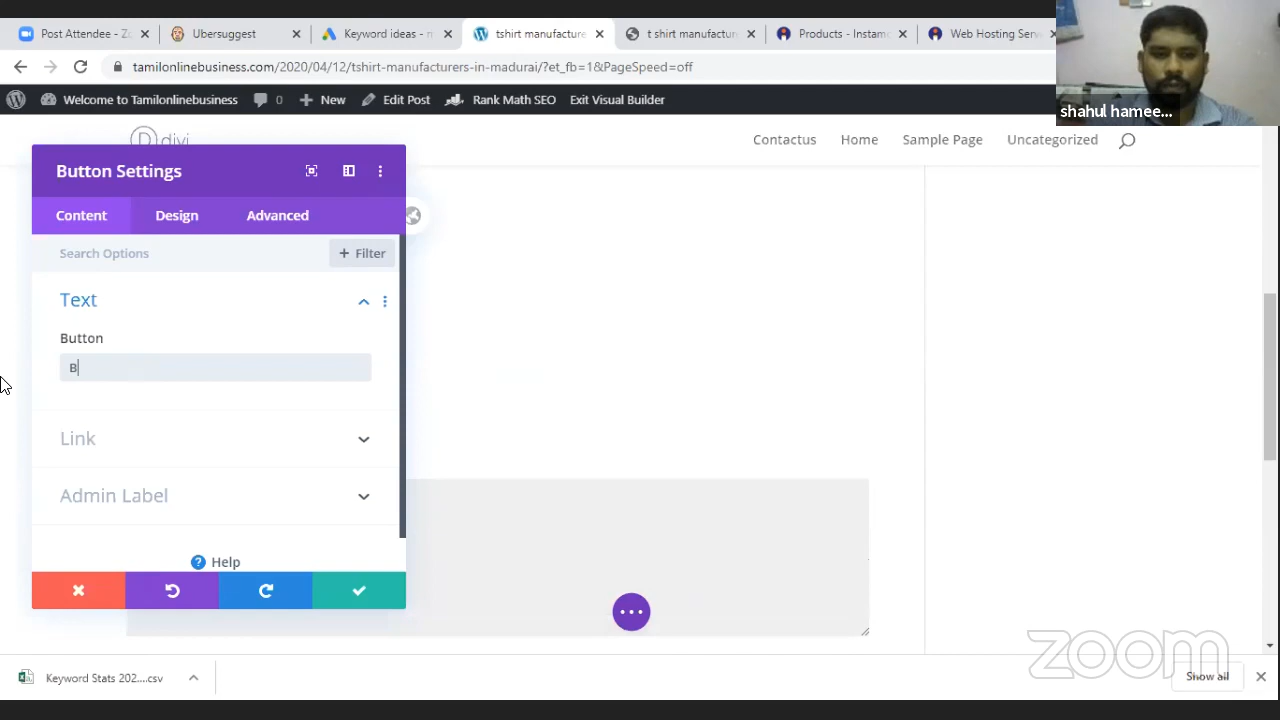 Post Attendee - Zo
Ubersuggest
Keyword ideas - n
tshirt manufacture
t shirt manufactur
Products - Instam
Web Hosting Serv
tamilonlinebusiness.com/2020/04/12/tshirt-manufacturers-in-madurai/?et_fb=1&PageSpeed=off
shahul hamee...
Welcome to Tamilonlinebusiness 0 New Edit Post Rank Math SEO Exit Visual Builder
divi
Contactus Home Sample Page Uncategorized
Button Settings
Content Design Advanced
Search Options + Filter
Text
Button
B
Link
Admin Label
? Help
zoom
Keyword Stats 202....csv
Show all